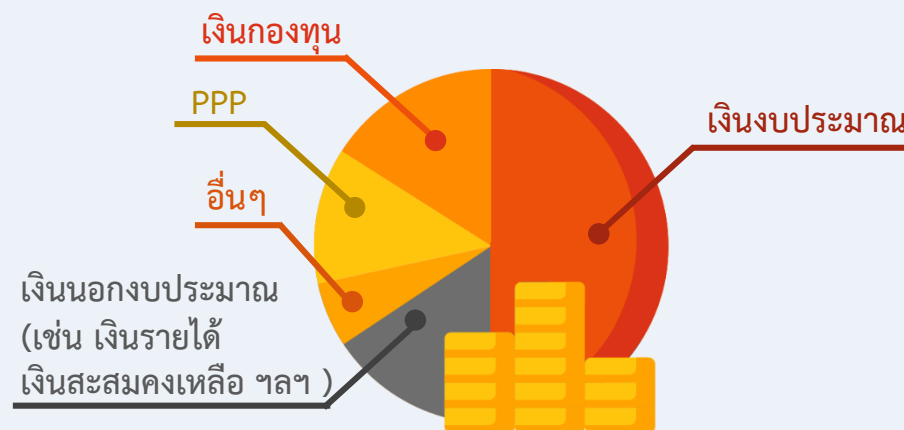 เงินกองทุน
PPP
เงินงบประมาณ
อื่นๆ
เงินนอกงบประมาณ
(เช่น เงินรายได้
เงินสะสมคงเหลือ ฯลฯ )